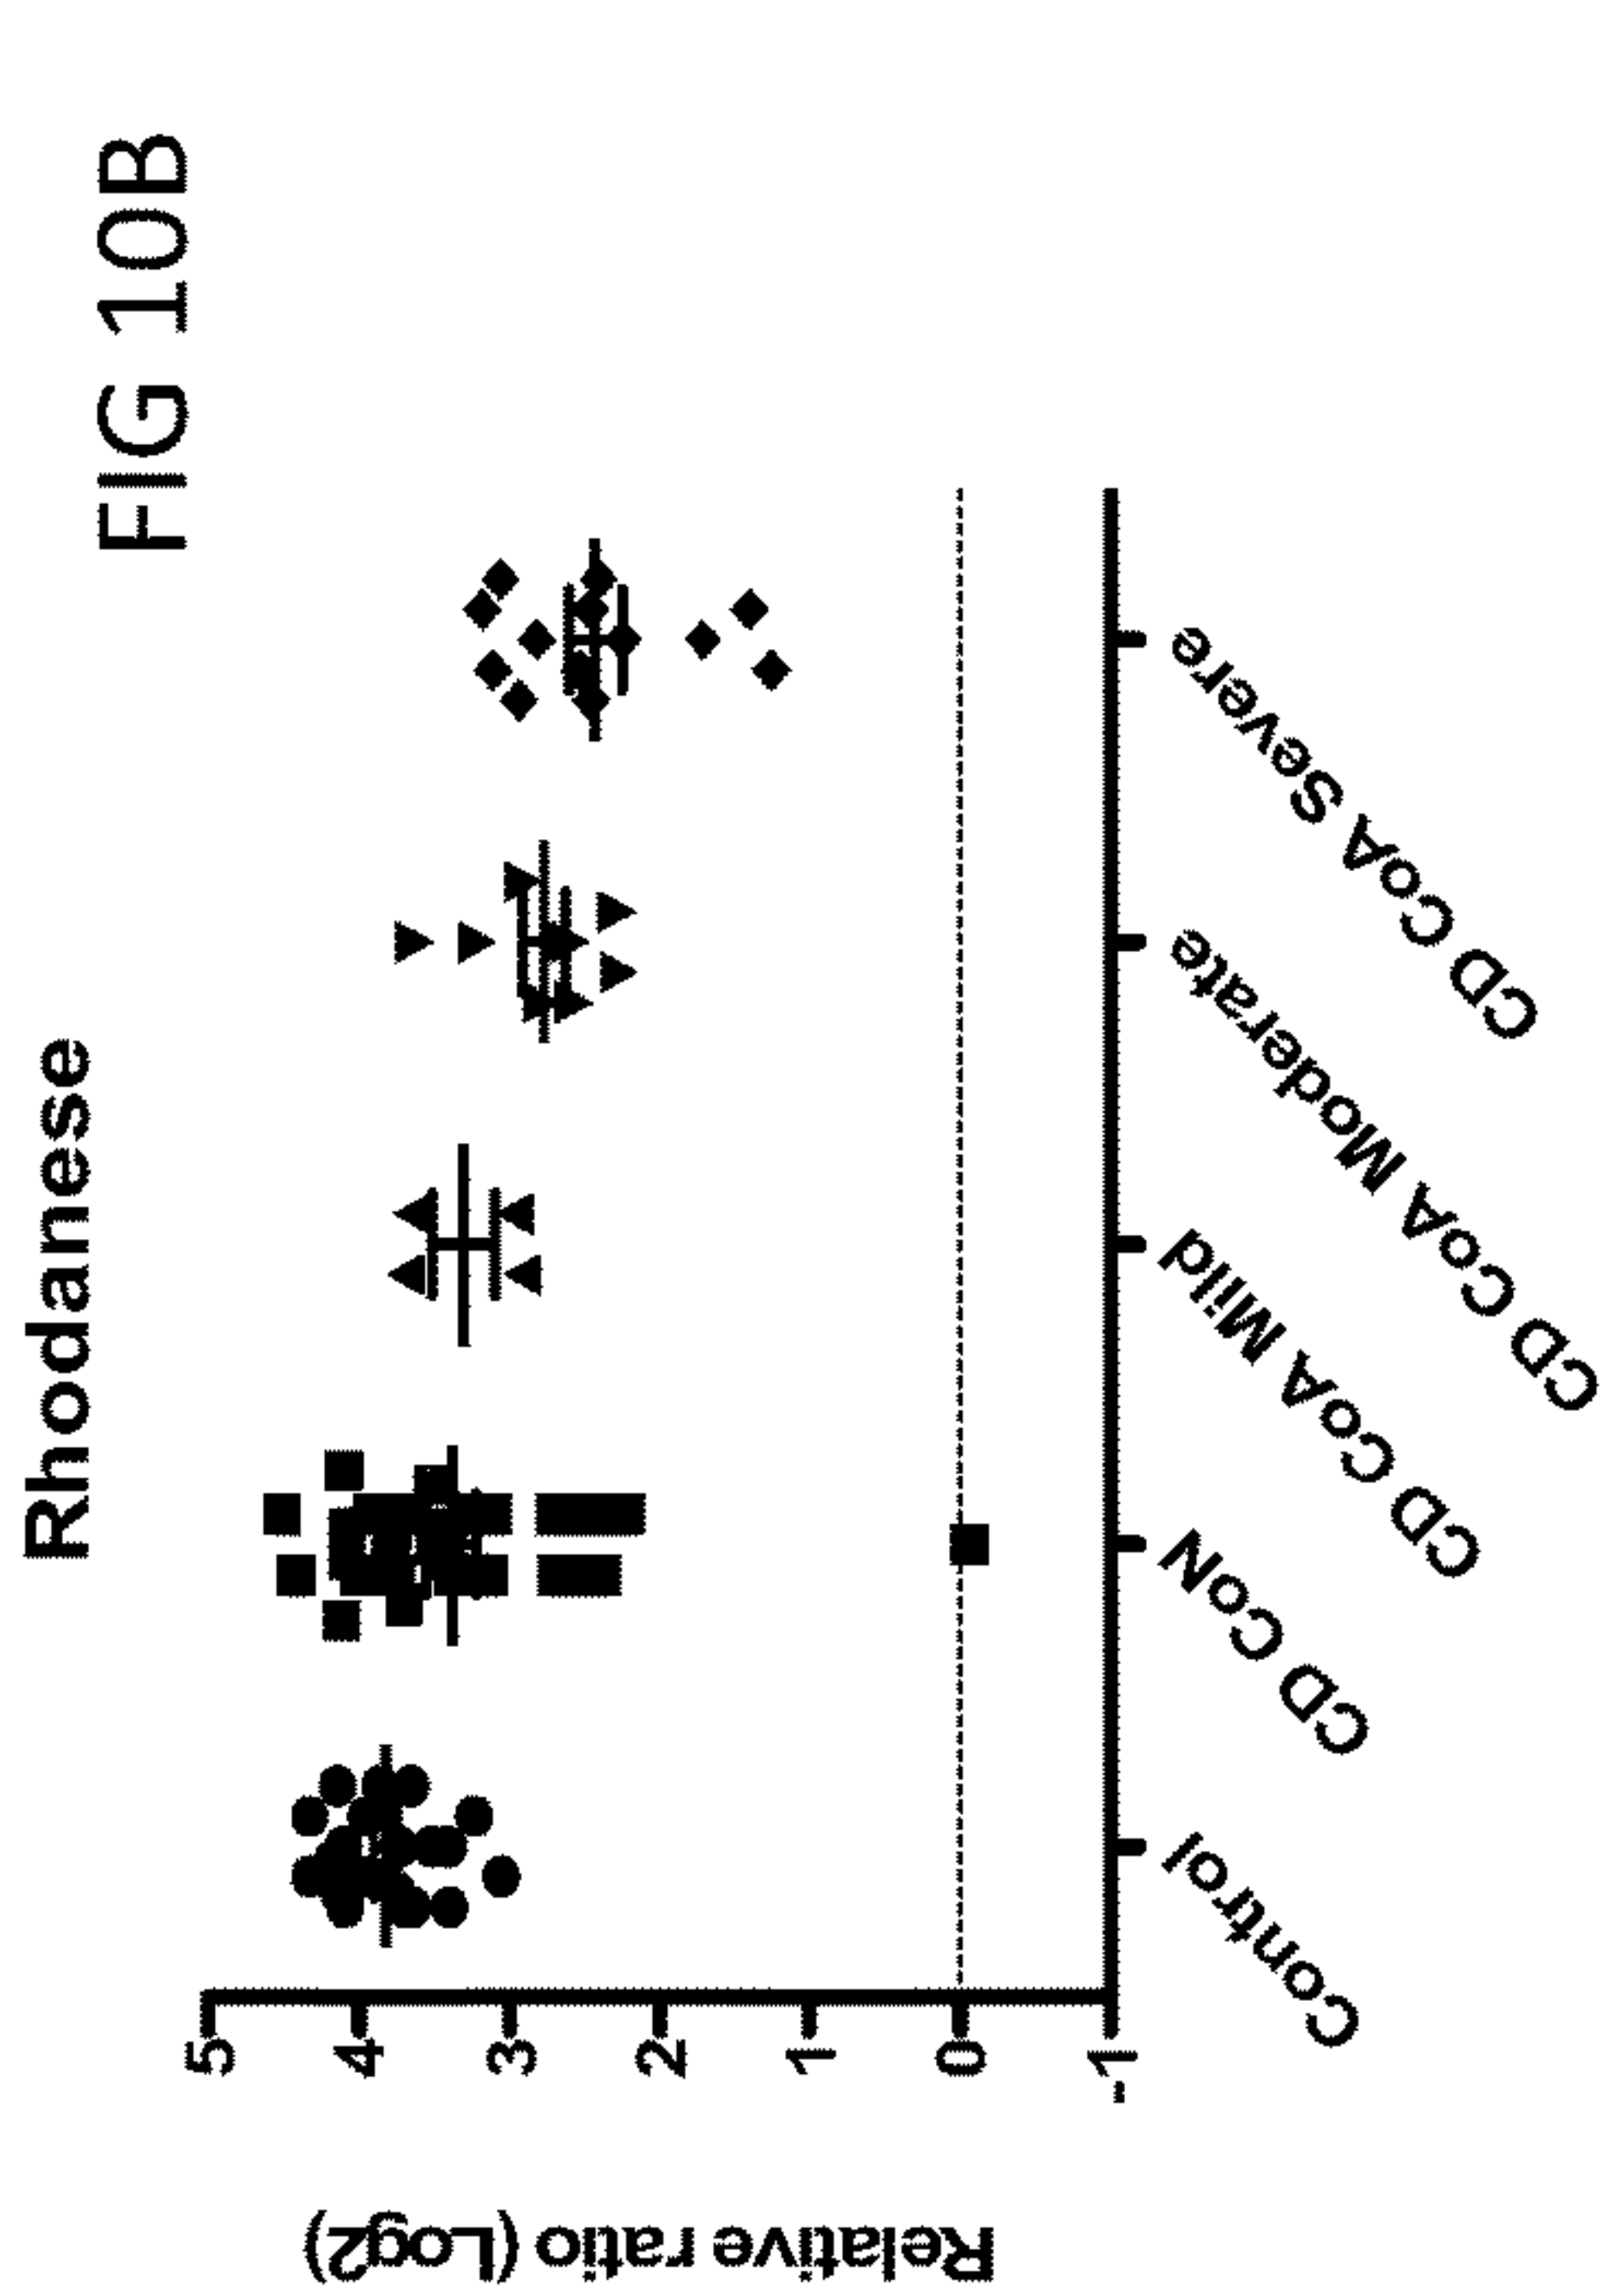 FIG 10B
Rhodanese
Relative ratio (Log2)
5
4
3
2
1
0
-1
Control
CD CoN
CD CoA Mild
CD CoA Moderate
CD CoA Severe